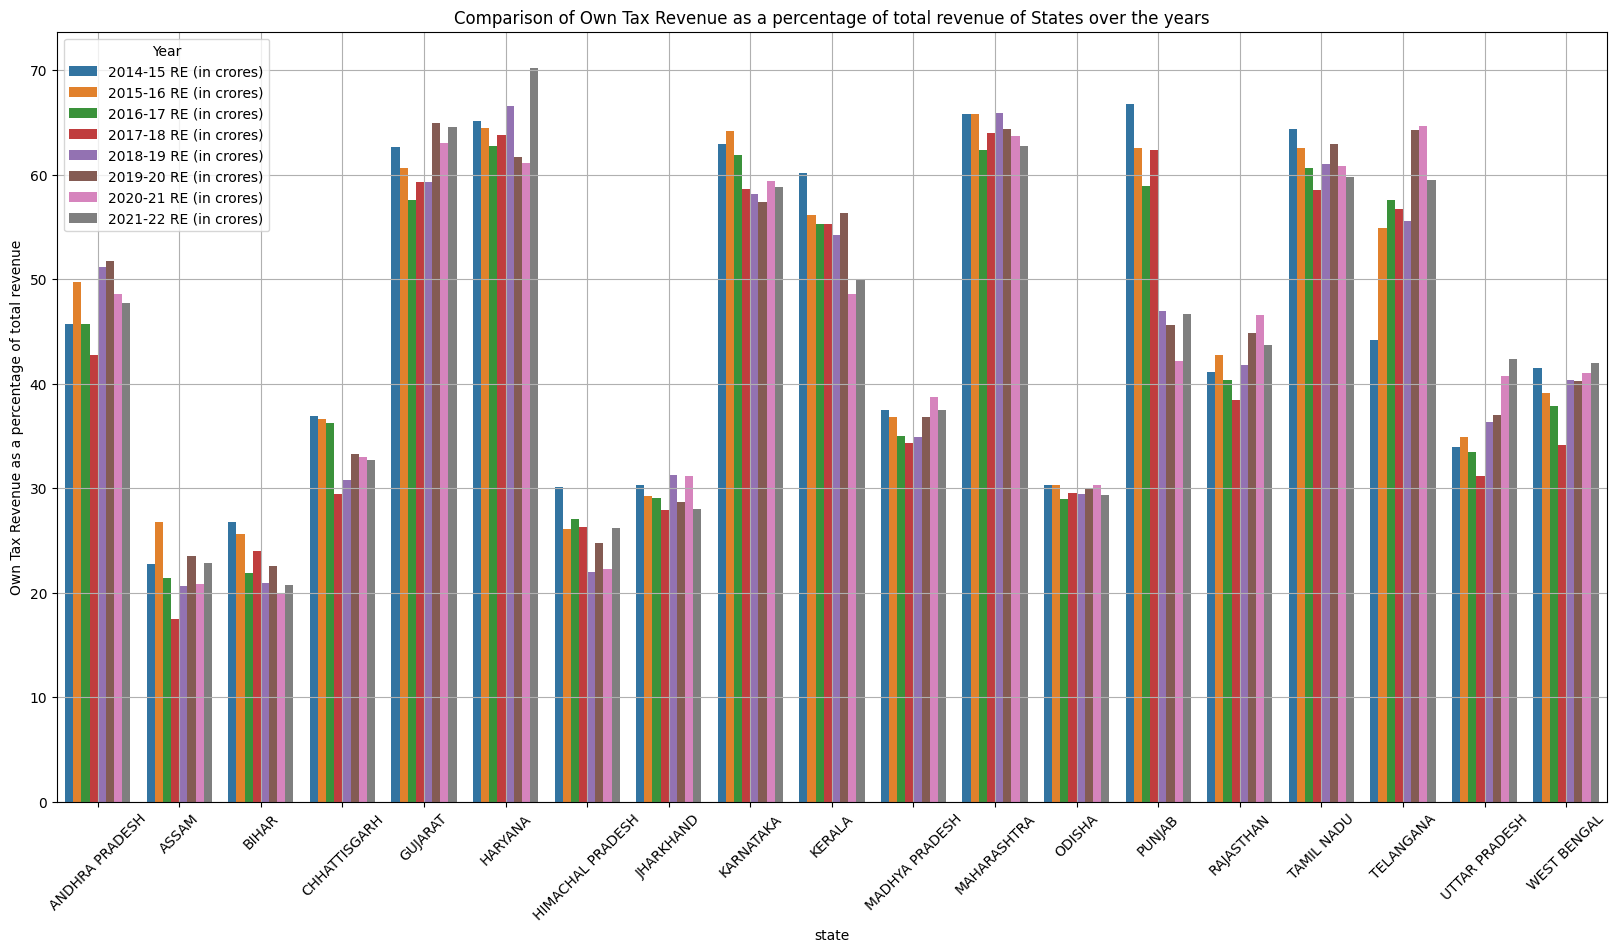 Comparison of Own Tax Revenue as a percentage of total revenue of States over the years
Year
2014-15 RE (in crores)
2015-16 RE (in crores)
2016-17 RE (in crores)
2017-18 RE (in crores)
2018-19 RE (in crores)
2019-20 RE (in crores)
2020-21 RE (in crores)
2021-22 RE (in crores)
Own Tax Revenue as a percentage of total revenue
70
60
50
40
30
20
10
0
ANDHRA PRADESH
ASSAM
BIHAR
CHHATTISGARH
GUJARAT
HARYANA
HIMACHAL PRADESH
JHARKHAND
KARNATAKA
KERALA
MADHYA PRADESH
MAHARASHTRA
ODISHA
PUNJAB
RAJASTHAN
TAMIL NADU
TELANGANA
UTTAR PRADESH
WEST BENGAL
state